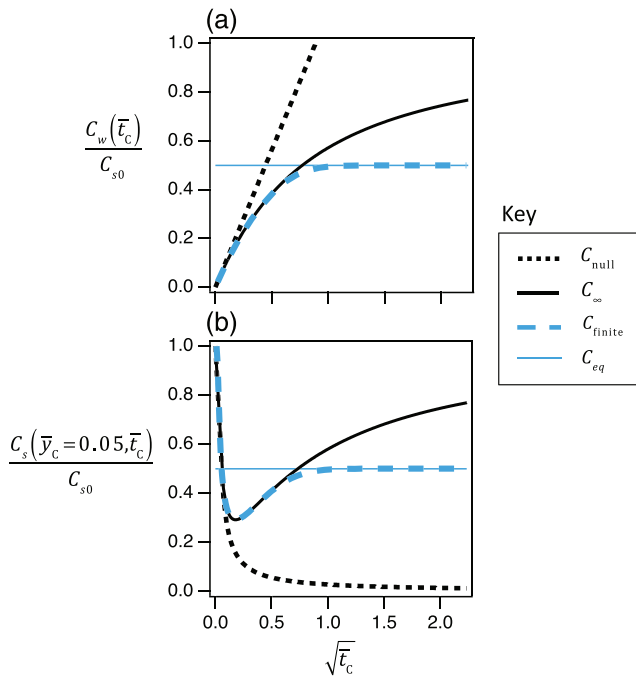 (a)
1.0
0.8
0.6
0.4
0.2
0.0
C_w(t̅_C)
C_s0
(b)
1.0
0.8
0.6
0.4
0.2
0.0
C_s(y̅_C=0.05,t̅_C)
C_s0
0.0 0.5 1.0 1.5 2.0
√t̅_C
Key
C_null
C_∞
C_finite
C_eq